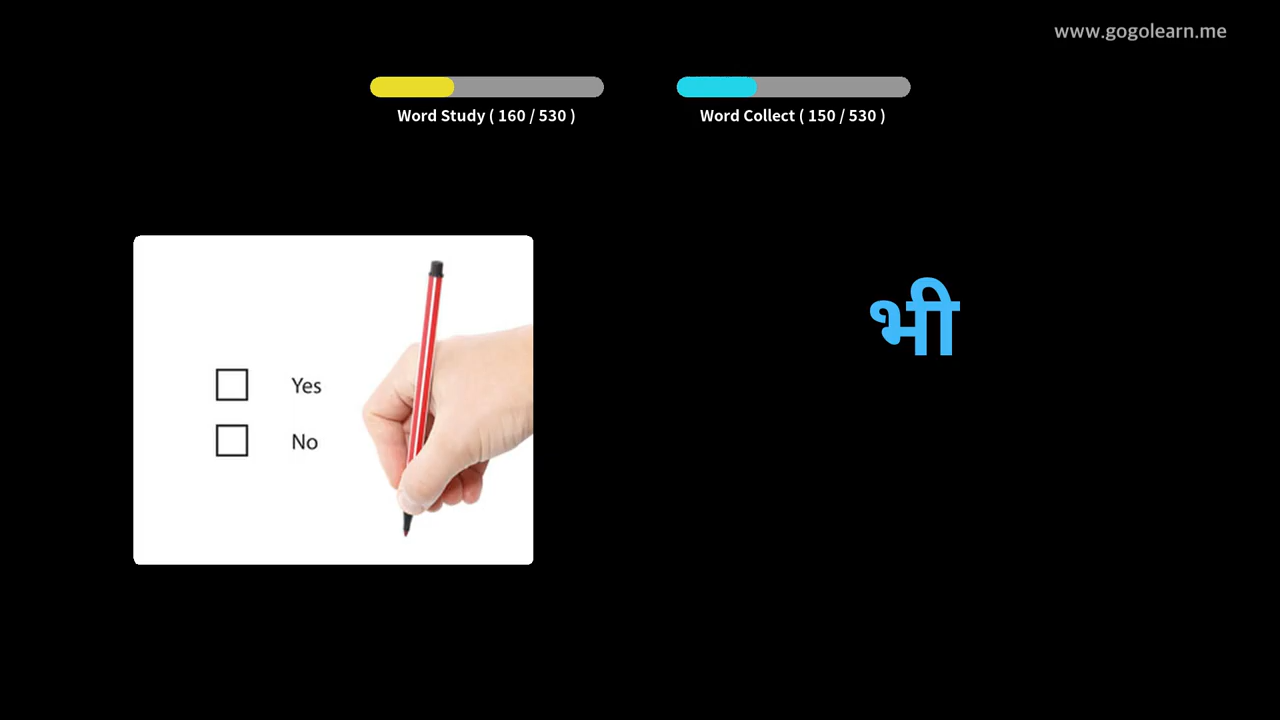 www.gogolearn.me
Word Study ( 160 / 530 )
Word Collect ( 150 / 530 )
भी
Yes
No